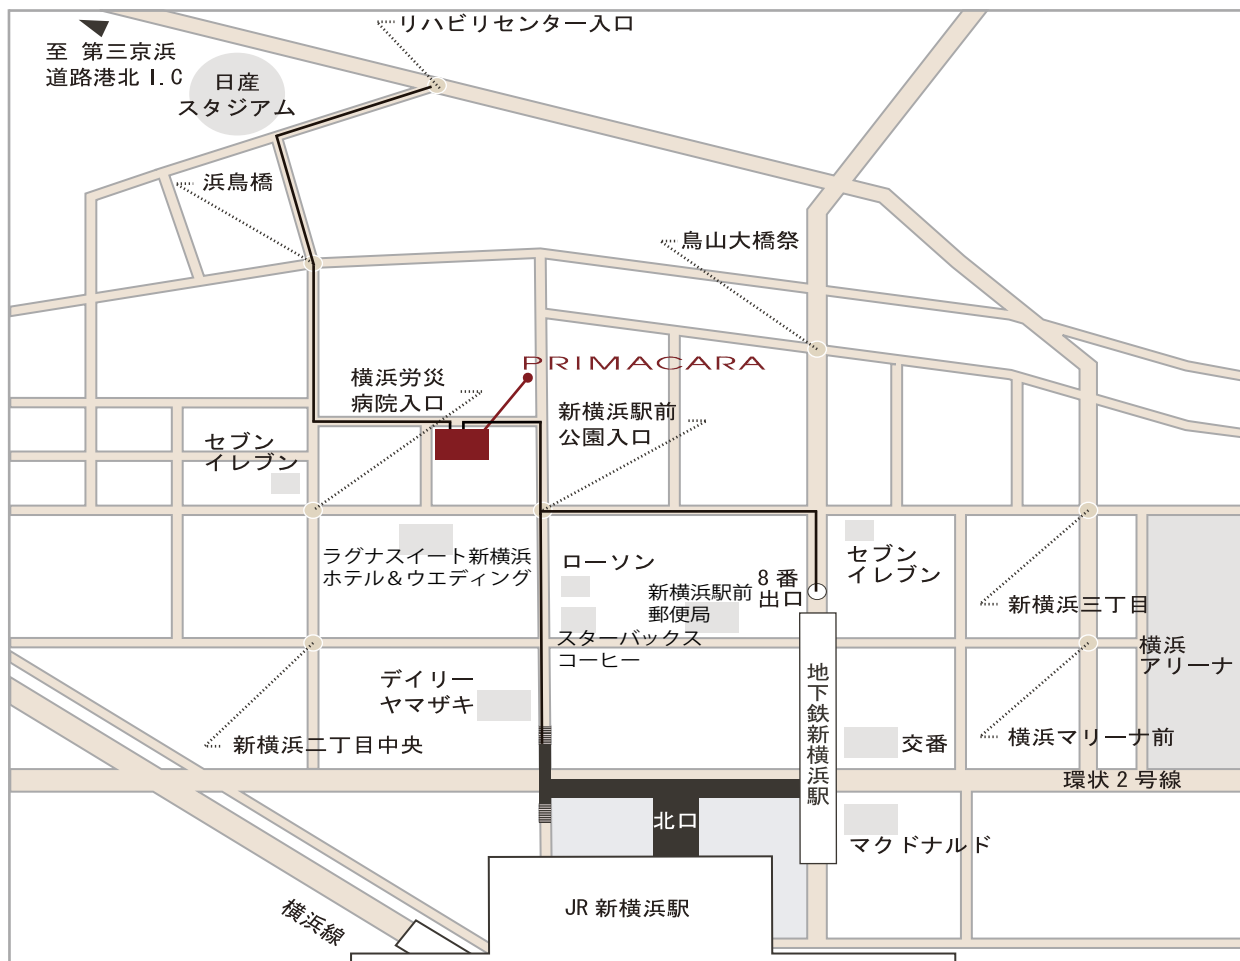 リハビリセンター入口
至 第三京浜
道路港北 I.C
日産
スタジアム
浜鳥橋
鳥山大橋祭
PRIMACARA
横浜労災
病院入口
新横浜駅前
公園入口
セブン
イレブン
ラグナスイート新横浜
ホテル＆ウエディング
ローソン
新横浜駅前
郵便局
8番
出口
セブン
イレブン
新横浜三丁目
スターバックス
コーヒー
横浜
アリーナ
デイリー
ヤマザキ
地下鉄新横浜駅
新横浜二丁目中央
交番
横浜マリーナ前
環状2号線
北口
マクドナルド
横浜線
JR 新横浜駅